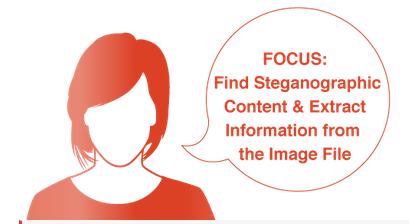 FOCUS:
Find Steganographic
Content & Extract
Information from
the Image File